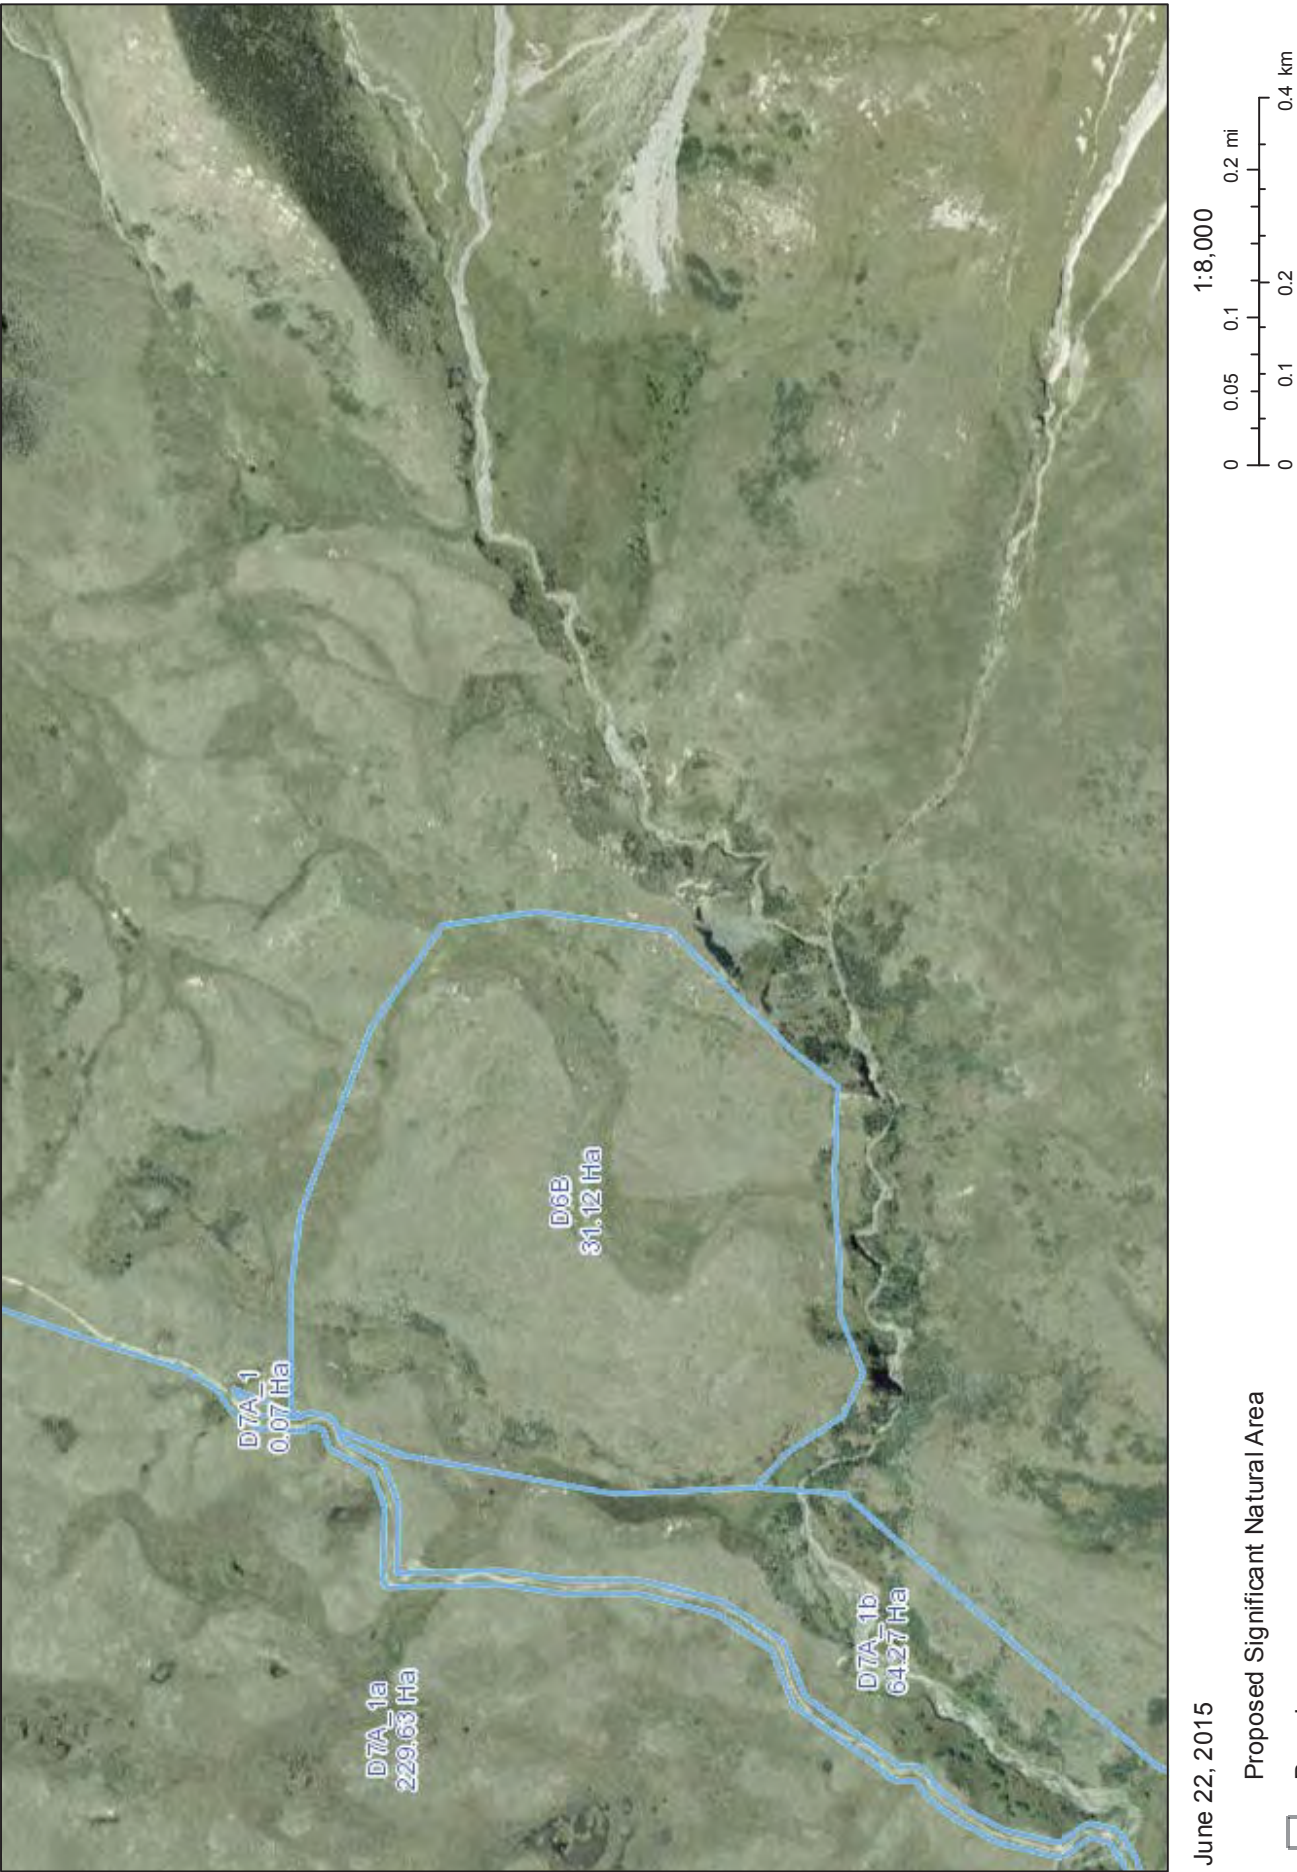 D7A_1
0.07 Ha
D6B
31.12 Ha
D7A_1a
229.63 Ha
D7A_1b
64.27 Ha
June 22, 2015
Proposed Significant Natural Area
1:8,000
0 0.05 0.1 0.2 mi
0 0.1 0.2 0.4 km